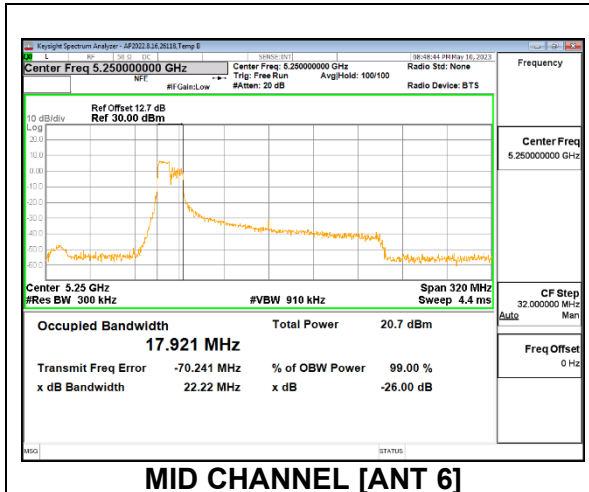 Keysight Spectrum Analyzer - AP2022.8.16,26118,Temp B
L RF 50 Ω DC SENSE:INT 08:48:44 PM May 10, 2023
Center Freq 5.250000000 GHz
NFE
#IFGain:Low
Center Freq: 5.250000000 GHz
Trig: Free Run Avg|Hold: 100/100
#Atten: 20 dB
Radio Std: None
Radio Device: BTS
Frequency
Ref Offset 12.7 dB
10 dB/div Ref 30.00 dBm
Log
20.0
10.0
0.00
-10.0
-20.0
-30.0
-40.0
-50.0
-60.0
Center Freq
5.250000000 GHz
Center 5.25 GHz Span 320 MHz
#Res BW 300 kHz #VBW 910 kHz Sweep 4.4 ms
CF Step
32.000000 MHz
Auto Man
Occupied Bandwidth Total Power 20.7 dBm
17.921 MHz
Transmit Freq Error -70.241 MHz % of OBW Power 99.00 %
x dB Bandwidth 22.22 MHz x dB -26.00 dB
Freq Offset
0 Hz
MSG STATUS
MID CHANNEL [ANT 6]